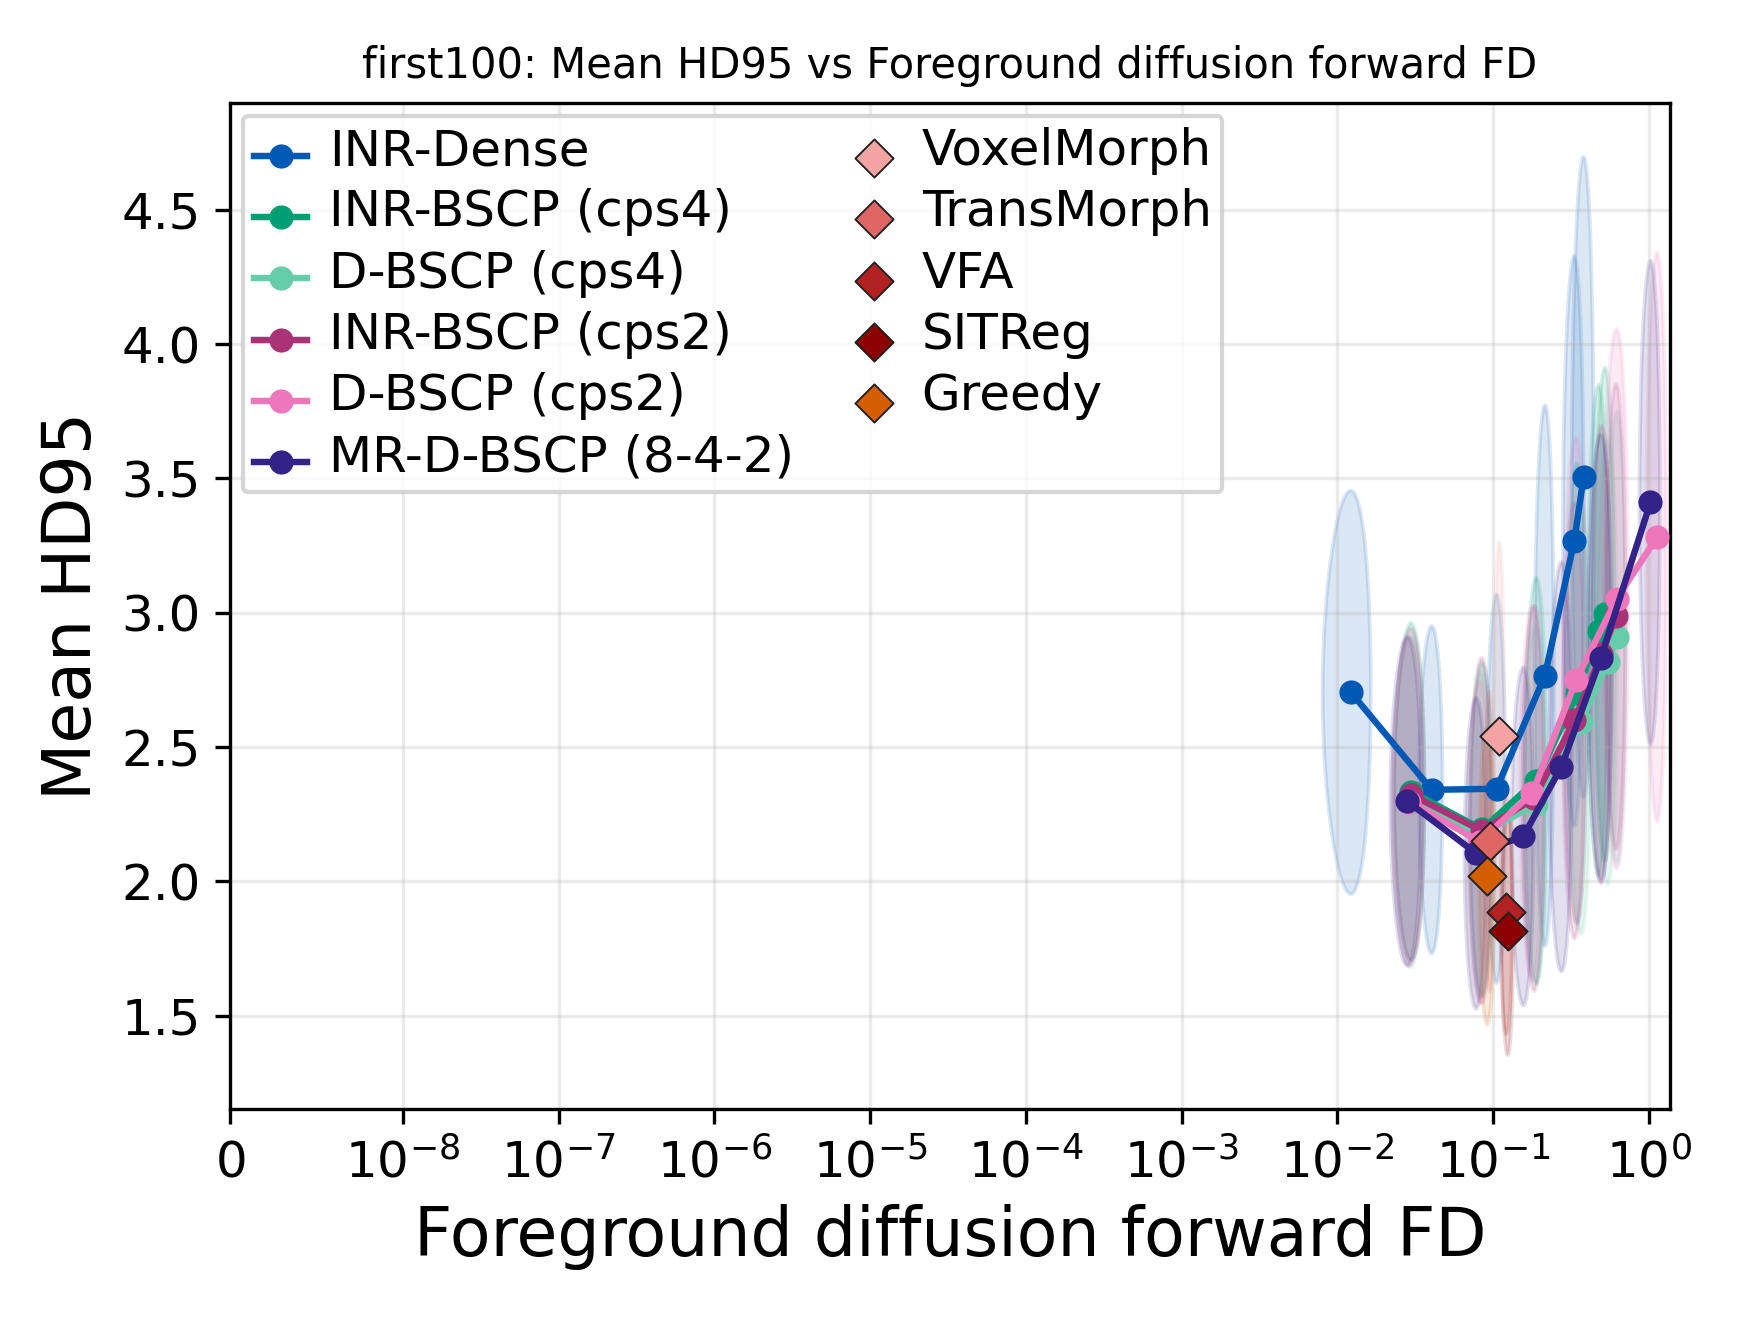 first100: Mean HD95 vs Foreground diffusion forward FD
INR-Dense
INR-BSCP (cps4)
D-BSCP (cps4)
INR-BSCP (cps2)
D-BSCP (cps2)
MR-D-BSCP (8-4-2)
VoxelMorph
TransMorph
VFA
SITReg
Greedy
Mean HD95
4.5
4.0
3.5
3.0
2.5
2.0
1.5
0 10⁻⁸ 10⁻⁷ 10⁻⁶ 10⁻⁵ 10⁻⁴ 10⁻³ 10⁻² 10⁻¹ 10⁰
Foreground diffusion forward FD